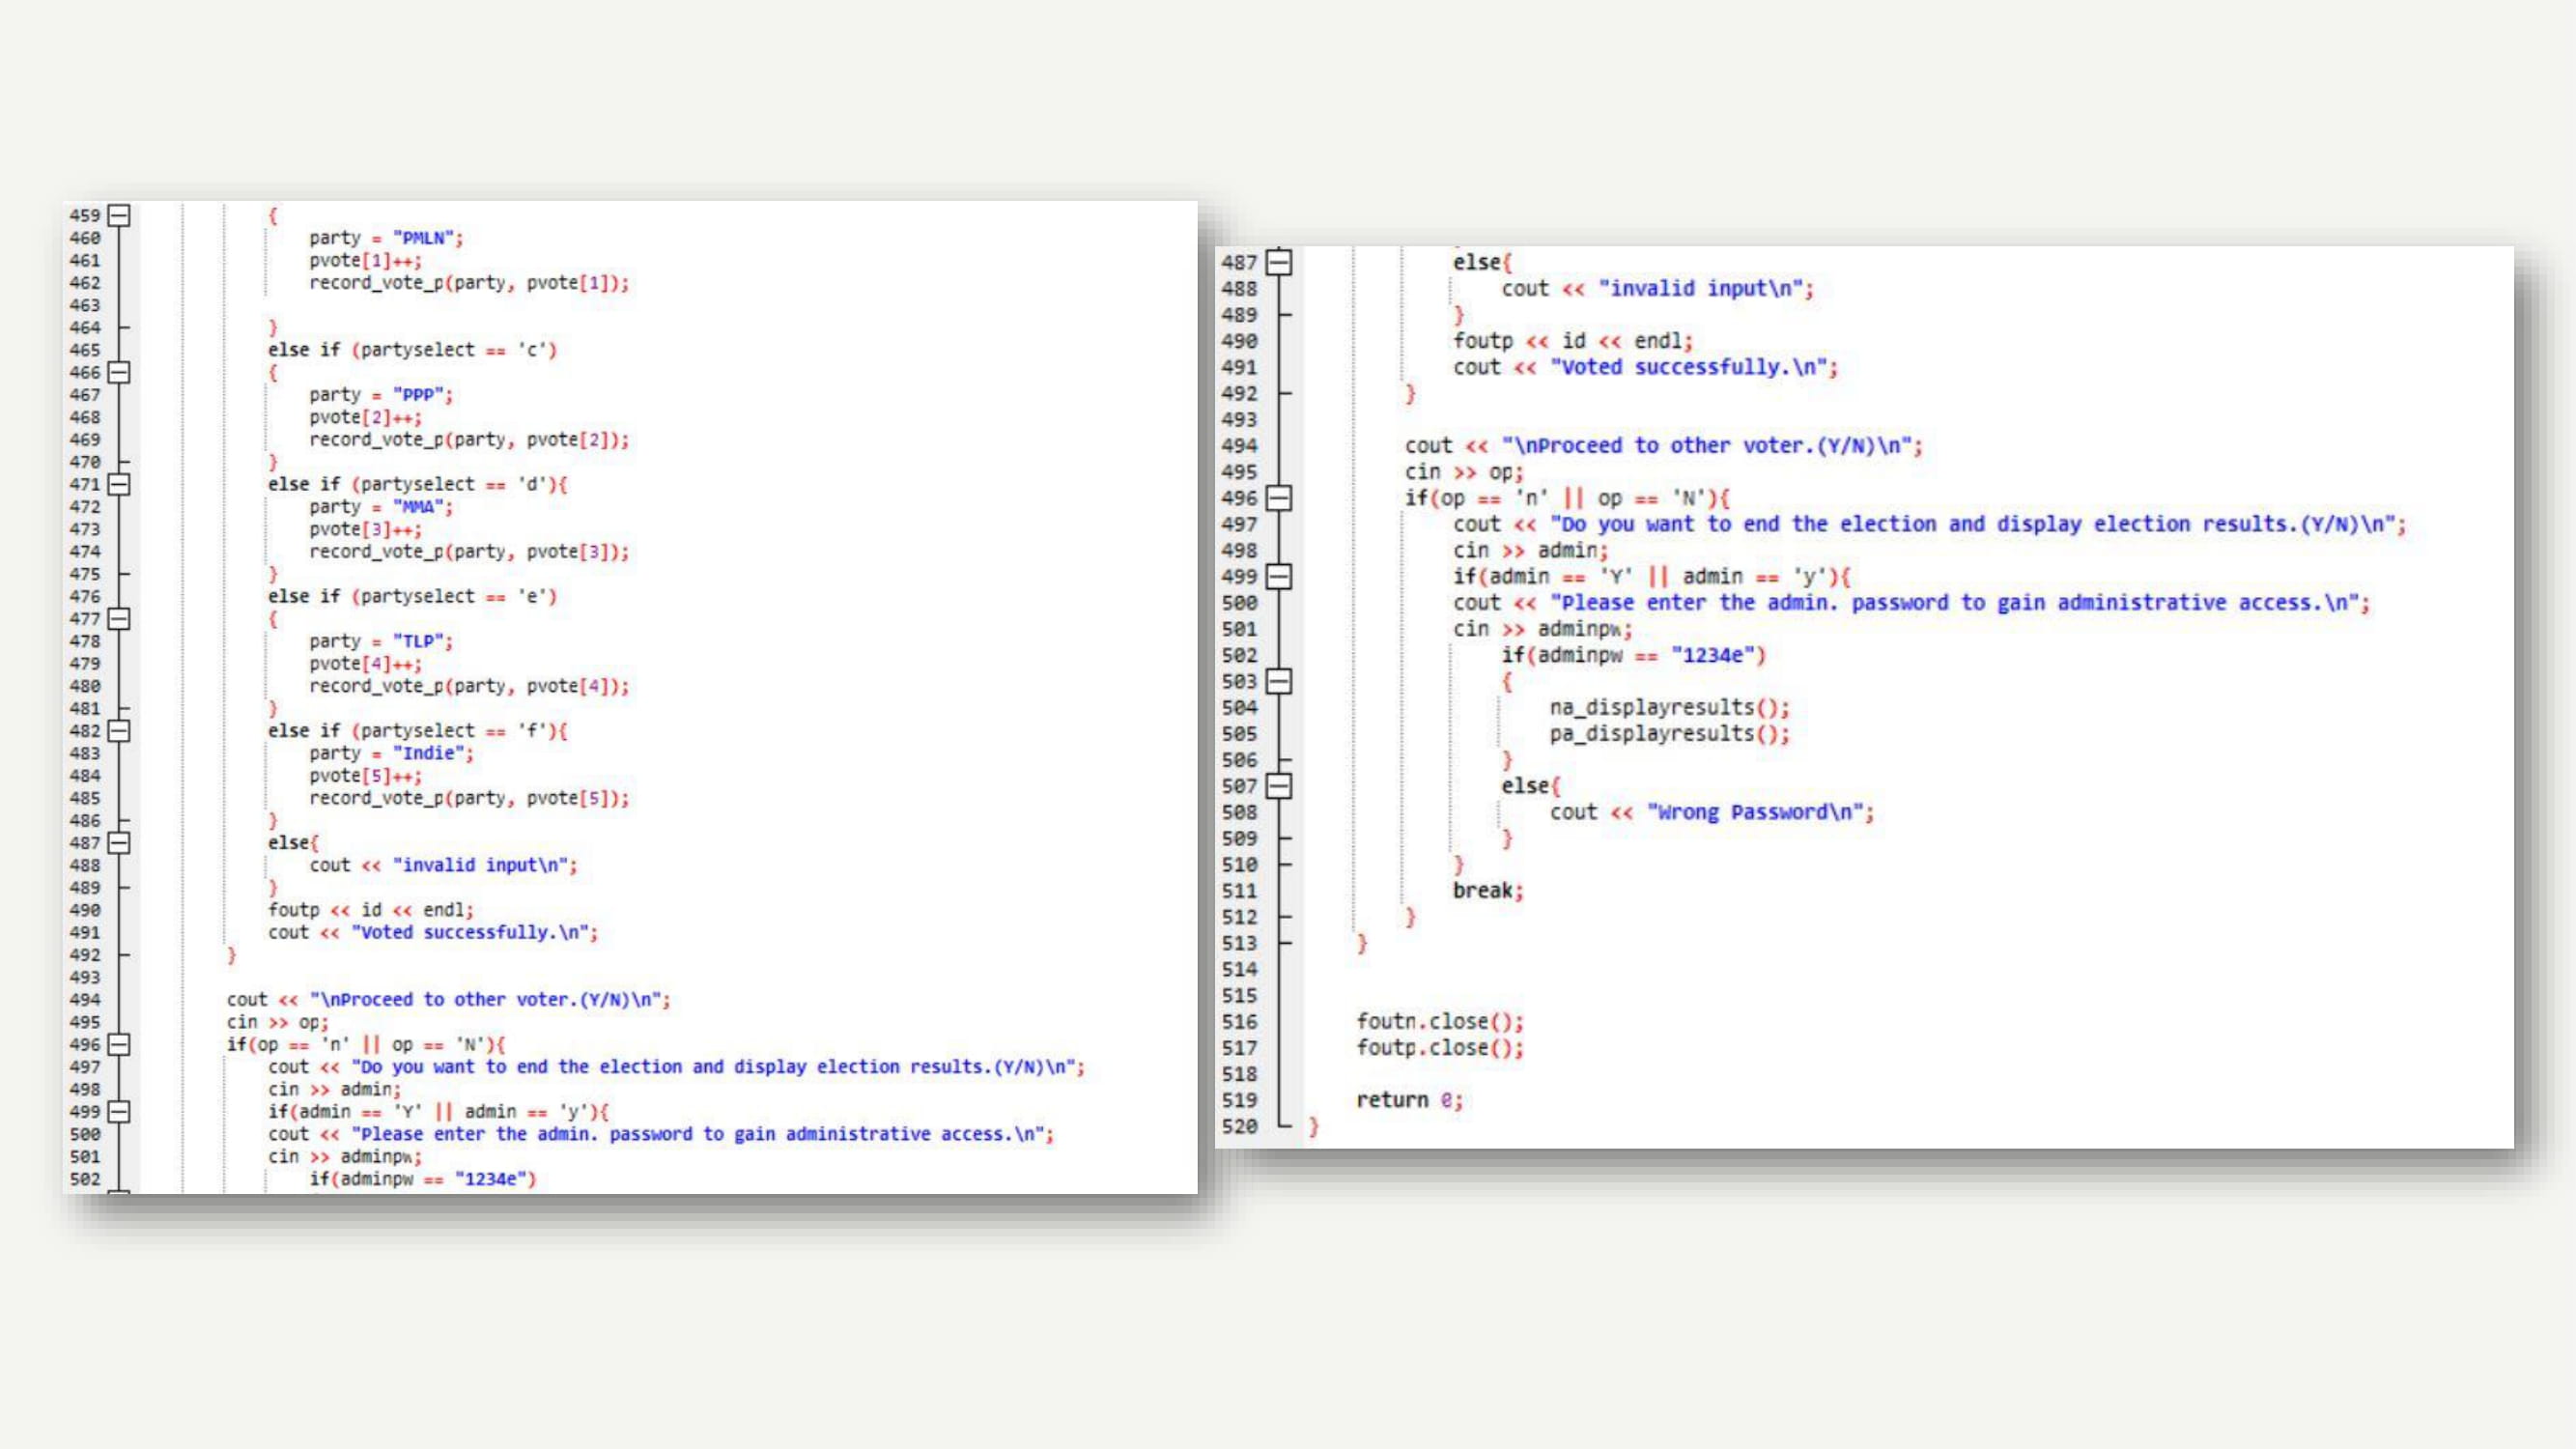 459 {
460 party = "PMLN";
461 pvote[1]++;
462 record_vote_p(party, pvote[1]);
463
464 }
465 else if (partyselect == 'c')
466 {
467 party = "PPP";
468 pvote[2]++;
469 record_vote_p(party, pvote[2]);
470 }
471 else if (partyselect == 'd'){
472 party = "MMA";
473 pvote[3]++;
474 record_vote_p(party, pvote[3]);
475 }
476 else if (partyselect == 'e')
477 {
478 party = "TLP";
479 pvote[4]++;
480 record_vote_p(party, pvote[4]);
481 }
482 else if (partyselect == 'f'){
483 party = "Indie";
484 pvote[5]++;
485 record_vote_p(party, pvote[5]);
486 }
487 else{
488 cout << "invalid input\n";
489 }
490 foutp << id << endl;
491 cout << "Voted successfully.\n";
492 }
493
494 cout << "\nProceed to other voter.(Y/N)\n";
495 cin >> op;
496 if(op == 'n' || op == 'N'){
497 cout << "Do you want to end the election and display election results.(Y/N)\n";
498 cin >> admin;
499 if(admin == 'Y' || admin == 'y'){
500 cout << "Please enter the admin. password to gain administrative access.\n";
501 cin >> adminpw;
502 if(adminpw == "1234e")
487 else{
488 cout << "invalid input\n";
489 }
490 foutp << id << endl;
491 cout << "Voted successfully.\n";
492 }
493
494 cout << "\nProceed to other voter.(Y/N)\n";
495 cin >> op;
496 if(op == 'n' || op == 'N'){
497 cout << "Do you want to end the election and display election results.(Y/N)\n";
498 cin >> admin;
499 if(admin == 'Y' || admin == 'y'){
500 cout << "Please enter the admin. password to gain administrative access.\n";
501 cin >> adminpw;
502 if(adminpw == "1234e")
503 {
504 na_displayresults();
505 pa_displayresults();
506 }
507 else{
508 cout << "Wrong Password\n";
509 }
510 }
511 break;
512 }
513 }
514
515
516 foutn.close();
517 foutp.close();
518
519 return 0;
520 }